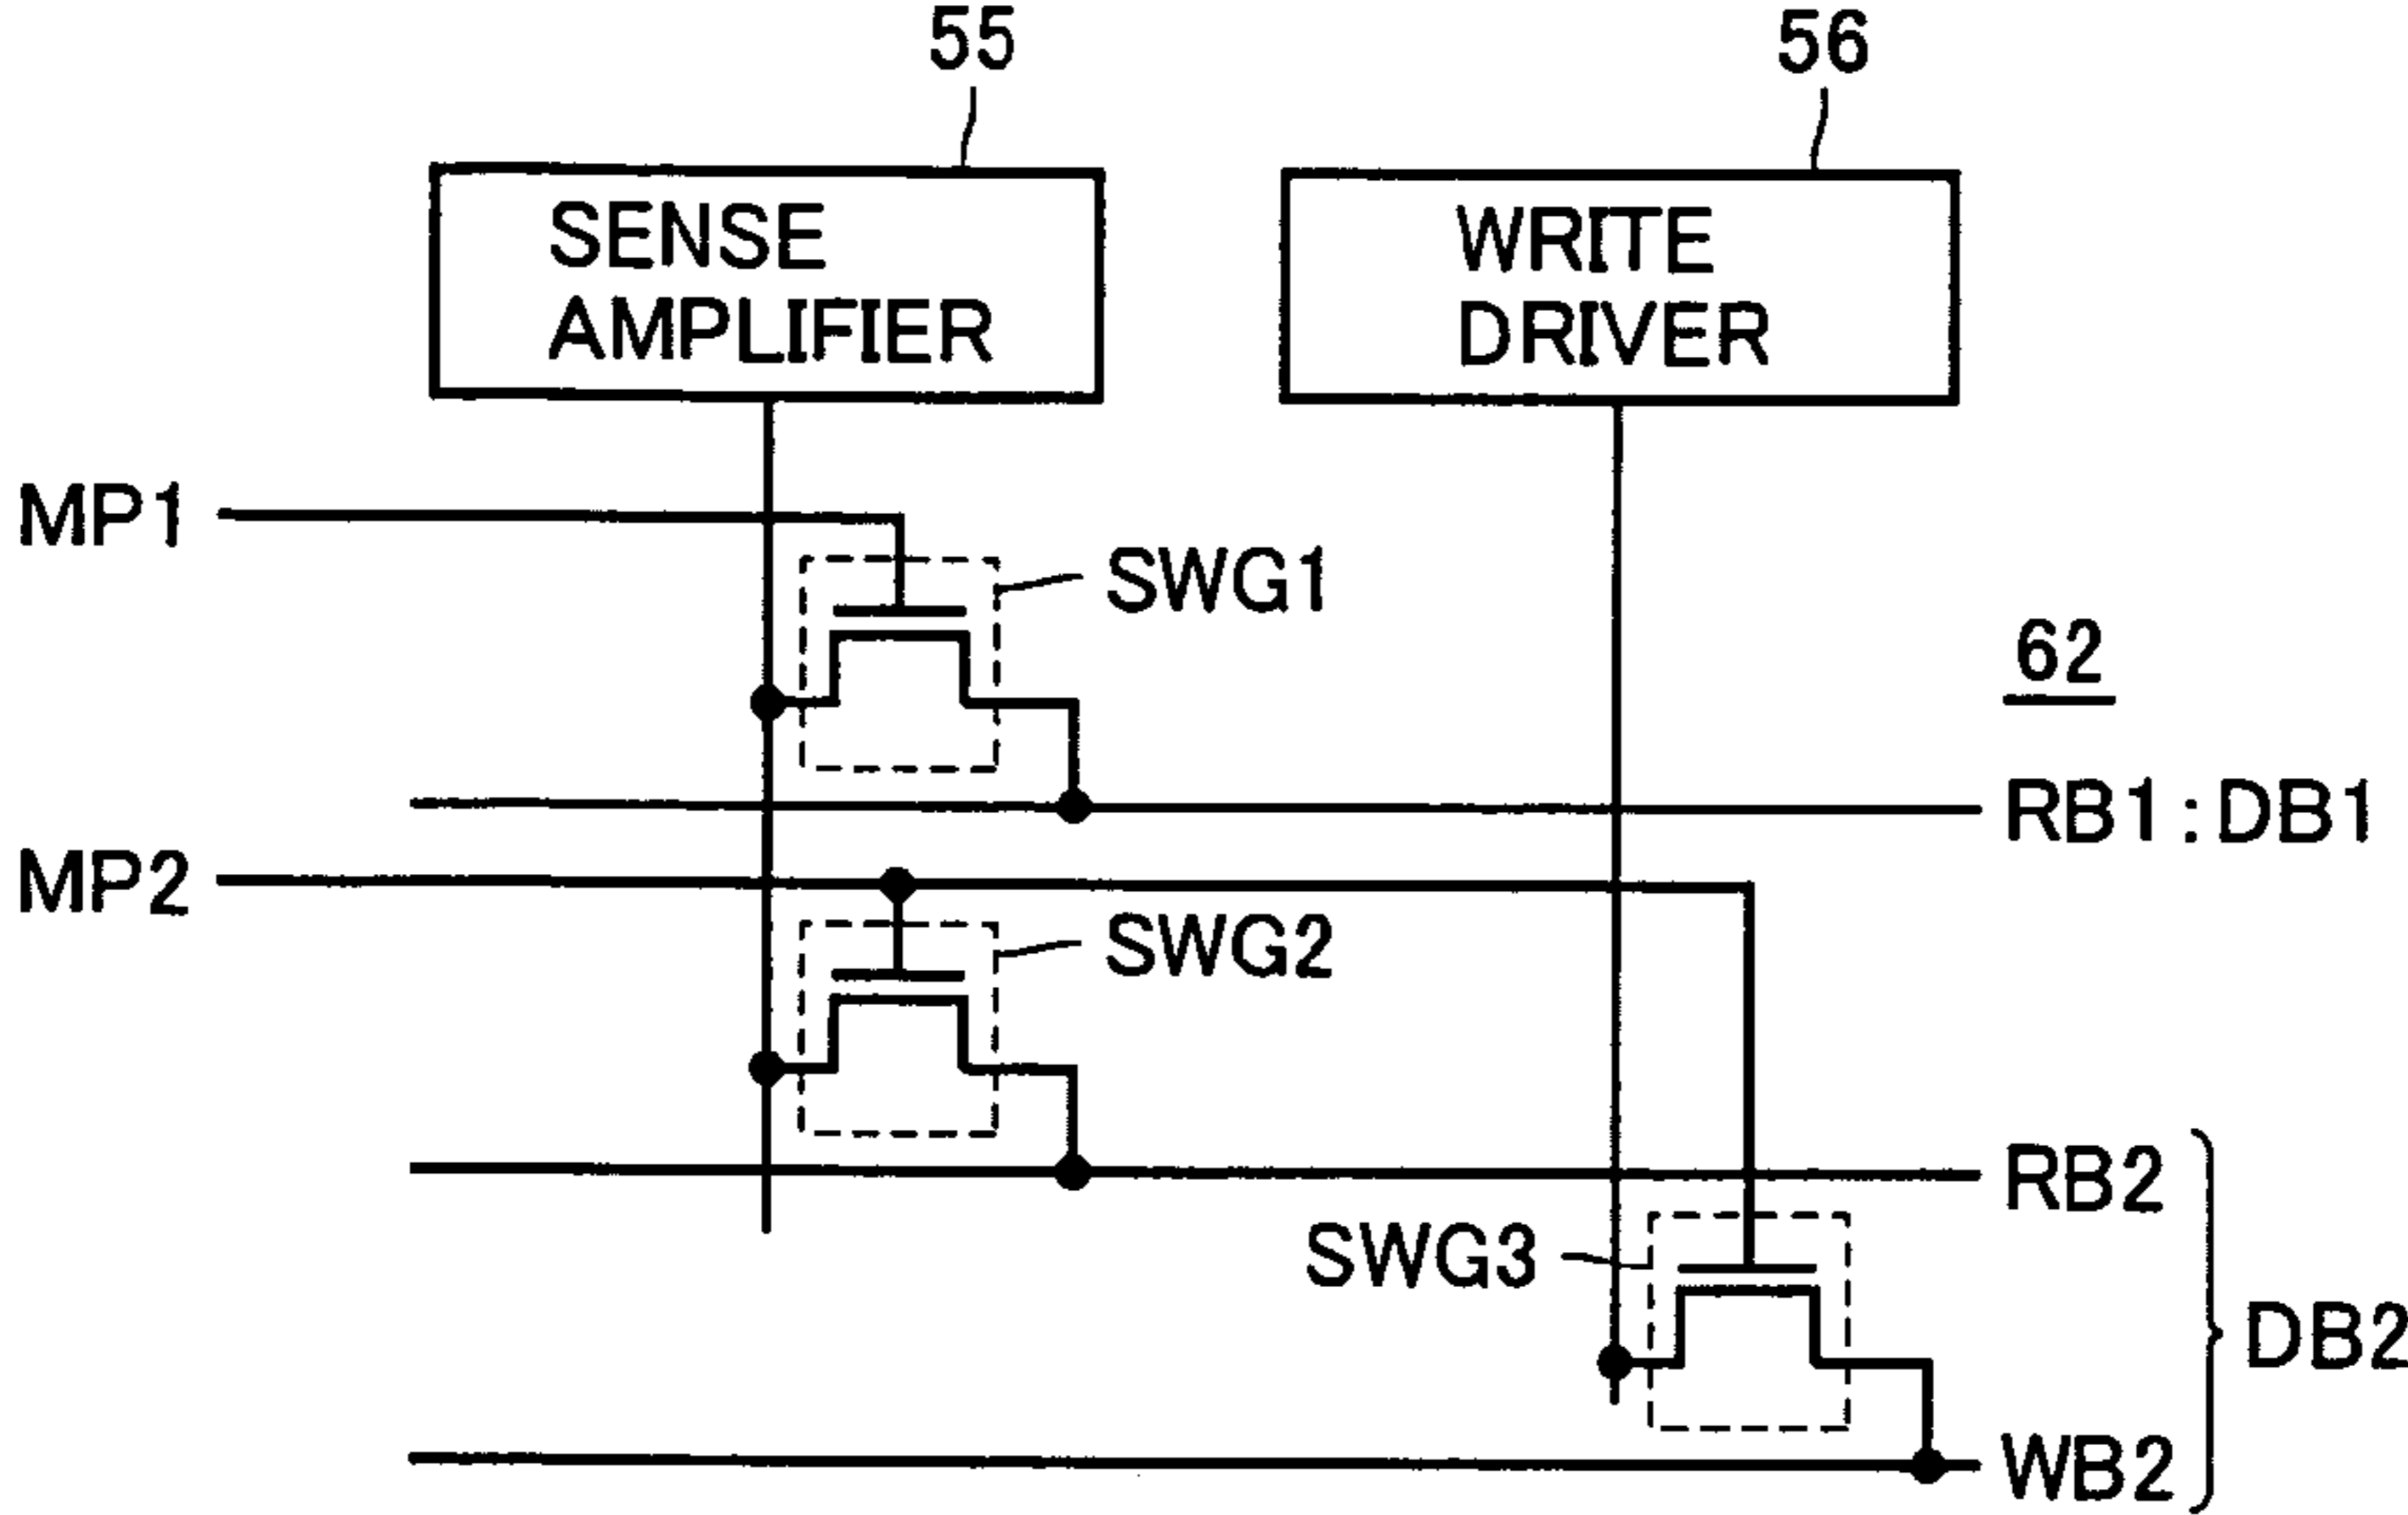 55
56
SENSE
AMPLIFIER
WRITE
DRIVER
MP1
SWG1
62
RB1:DB1
MP2
SWG2
RB2
SWG3
DB2
WB2